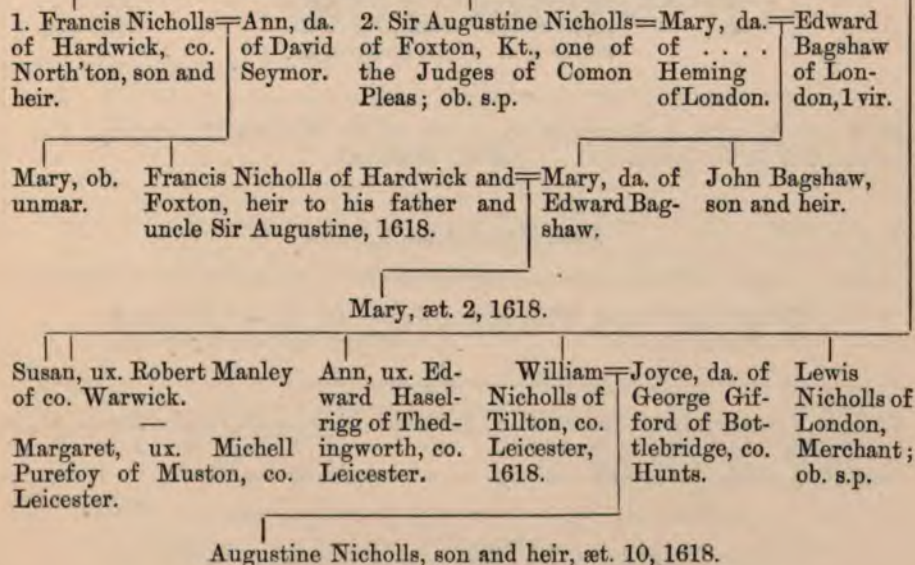 1. Francis Nicholls
of Hardwick, co.
North'ton, son and
heir.
Ann, da.
of David
Seymor.
2. Sir Augustine Nicholls
of Foxton, Kt., one of
the Judges of Comon
Pleas; ob. s.p.
Mary, da.
of . . . .
Heming
of London.
Edward
Bagshaw
of Lon-
don, 1 vir.
Mary, ob.
unmar.
Francis Nicholls of Hardwick and
Foxton, heir to his father and
uncle Sir Augustine, 1618.
Mary, da. of
Edward Bag-
shaw.
John Bagshaw,
son and heir.
Mary, æt. 2, 1618.
Susan, ux. Robert Manley
of co. Warwick.
—
Margaret, ux. Michell
Purefoy of Muston, co.
Leicester.
Ann, ux. Ed-
ward Hasel-
rigg of Thed-
ingworth, co.
Leicester.
William
Nicholls of
Tillton, co.
Leicester,
1618.
Joyce, da. of
George Gif-
ford of Bot-
tlebridge, co.
Hunts.
Lewis
Nicholls of
London,
Merchant;
ob. s.p.
Augustine Nicholls, son and heir, æt. 10, 1618.